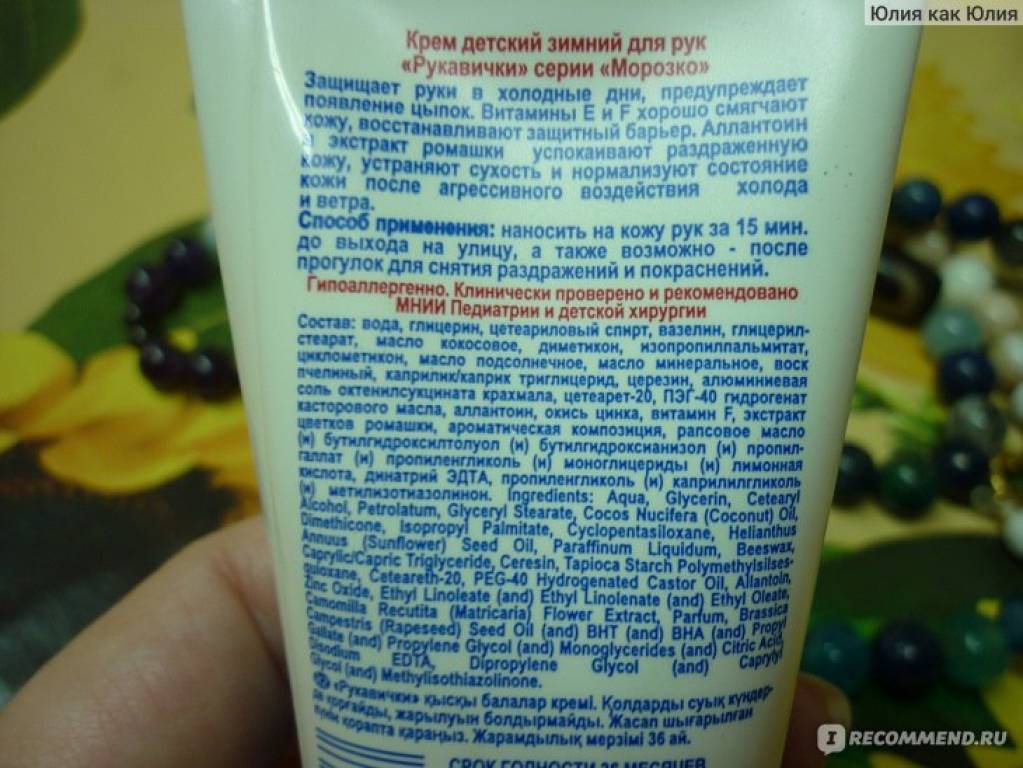 Юлия как Юлия
Крем детский зимний для рук
«Рукавички» серии «Морозко»
Защищает руки в холодные дни, предупреждает
появление цыпок. Витамины E и F хорошо смягчают
кожу, восстанавливают защитный барьер. Аллантоин
и экстракт ромашки успокаивают раздраженную
кожу, устраняют сухость и нормализуют состояние
кожи после агрессивного воздействия холода
и ветра.
Способ применения: наносить на кожу рук за 15 мин.
до выхода на улицу, а также возможно - после
прогулок для снятия раздражений и покраснений.
Гипоаллергенно. Клинически проверено и рекомендовано
МНИИ Педиатрии и детской хирургии
Состав: вода, глицерин, цетеариловый спирт, вазелин, глицерил-
стеарат, масло кокосовое, диметикон, изопропилпальмитат,
циклометикон, масло подсолнечное, масло минеральное, воск
пчелиный, каприлик/каприк триглицерид, церезин, алюминиевая
соль октенилсукцината крахмала, цетеарет-20, ПЭГ-40 гидрогенат
касторового масла, аллантоин, окись цинка, витамин F, экстракт
цветков ромашки, ароматическая композиция, рапсовое масло
(и) бутилгидроксилтолуол (и) бутилгидроксианизол (и) пропил-
галлат (и) пропиленгликоль (и) моноглицериды (и) лимонная
кислота, динатрий ЭДТА, пропиленгликоль (и) каприлилгликоль
(и) метилизотиазолинон. Ingredients: Aqua, Glycerin, Cetearyl
Alcohol, Petrolatum, Glyceryl Stearate, Cocos Nucifera (Coconut) Oil,
Dimethicone, Isopropyl Palmitate, Cyclopentasiloxane, Helianthus
Annuus (Sunflower) Seed Oil, Paraffinum Liquidum, Beeswax,
Caprylic/Capric Triglyceride, Ceresin, Tapioca Starch Polymethylsilses-
quioxane, Ceteareth-20, PEG-40 Hydrogenated Castor Oil, Allantoin,
Zinc Oxide, Ethyl Linoleate (and) Ethyl Linolenate (and) Ethyl Oleate,
Camomilla Recutita (Matricaria) Flower Extract, Parfum, Brassica
Campestris (Rapeseed) Seed Oil (and) BHT (and) BHA (and) Propyl
Gallate (and) Propylene Glycol (and) Monoglycerides (and) Citric Acid,
Disodium EDTA, Dipropylene Glycol (and) Caprylyl
Glycol (and) Methylisothiazolinone.
«Рукавички» қысқы балалар кремі. Қолдарды суық күндер-
де қорғайды, жарылуын болдырмайды. Жасап шығарылған
күнін қорапта қараңыз. Жарамдылық мерзімі 36 ай.
СРОК ГОДНОСТИ 36 МЕСЯЦЕВ
IRECOMMEND.RU